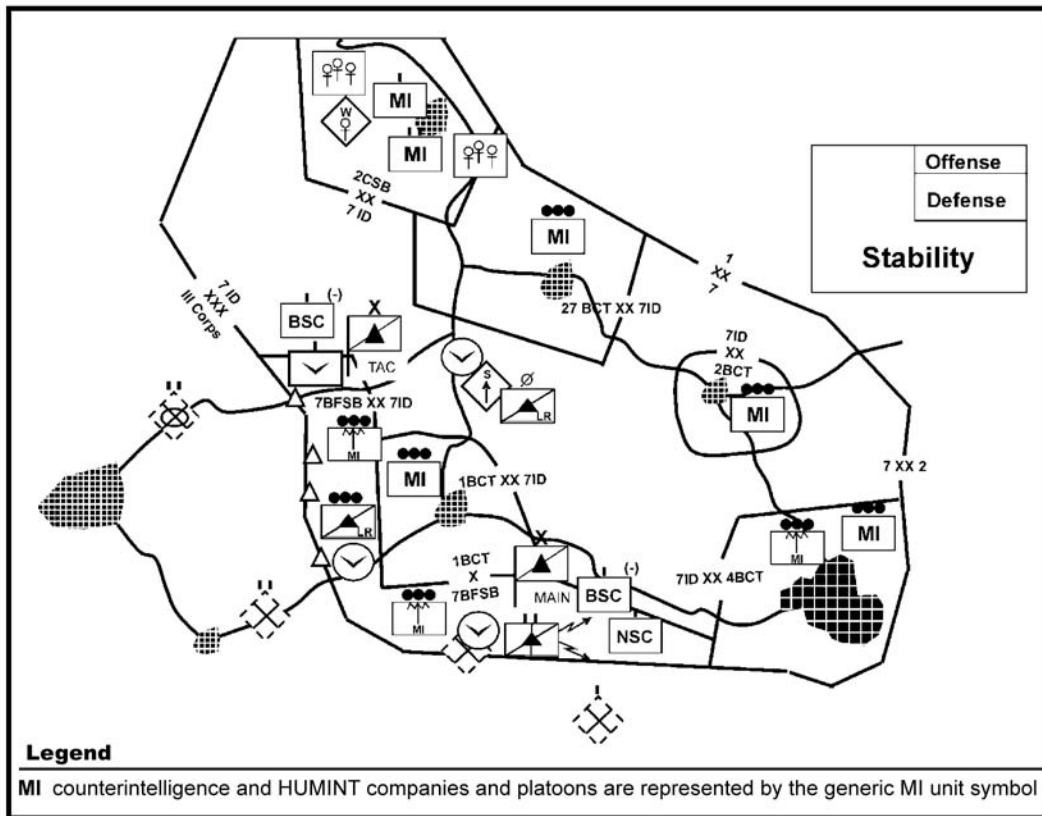 W
MI
MI
2CSB
XX
7 ID
MI
Offense
Defense
Stability
1
XX
7
7 ID
XXX
III Corps
(-)
BSC
X
TAC
27 BCT XX 7ID
7ID
XX
2BCT
MI
S
LR
7BFSB XX 7ID
MI
MI
1BCT XX 7ID
7 XX 2
LR
MI
MI
X
1BCT
X
7BFSB
MAIN
(-)
BSC
7ID XX 4BCT
MI
NSC
Legend
MI counterintelligence and HUMINT companies and platoons are represented by the generic MI unit symbol